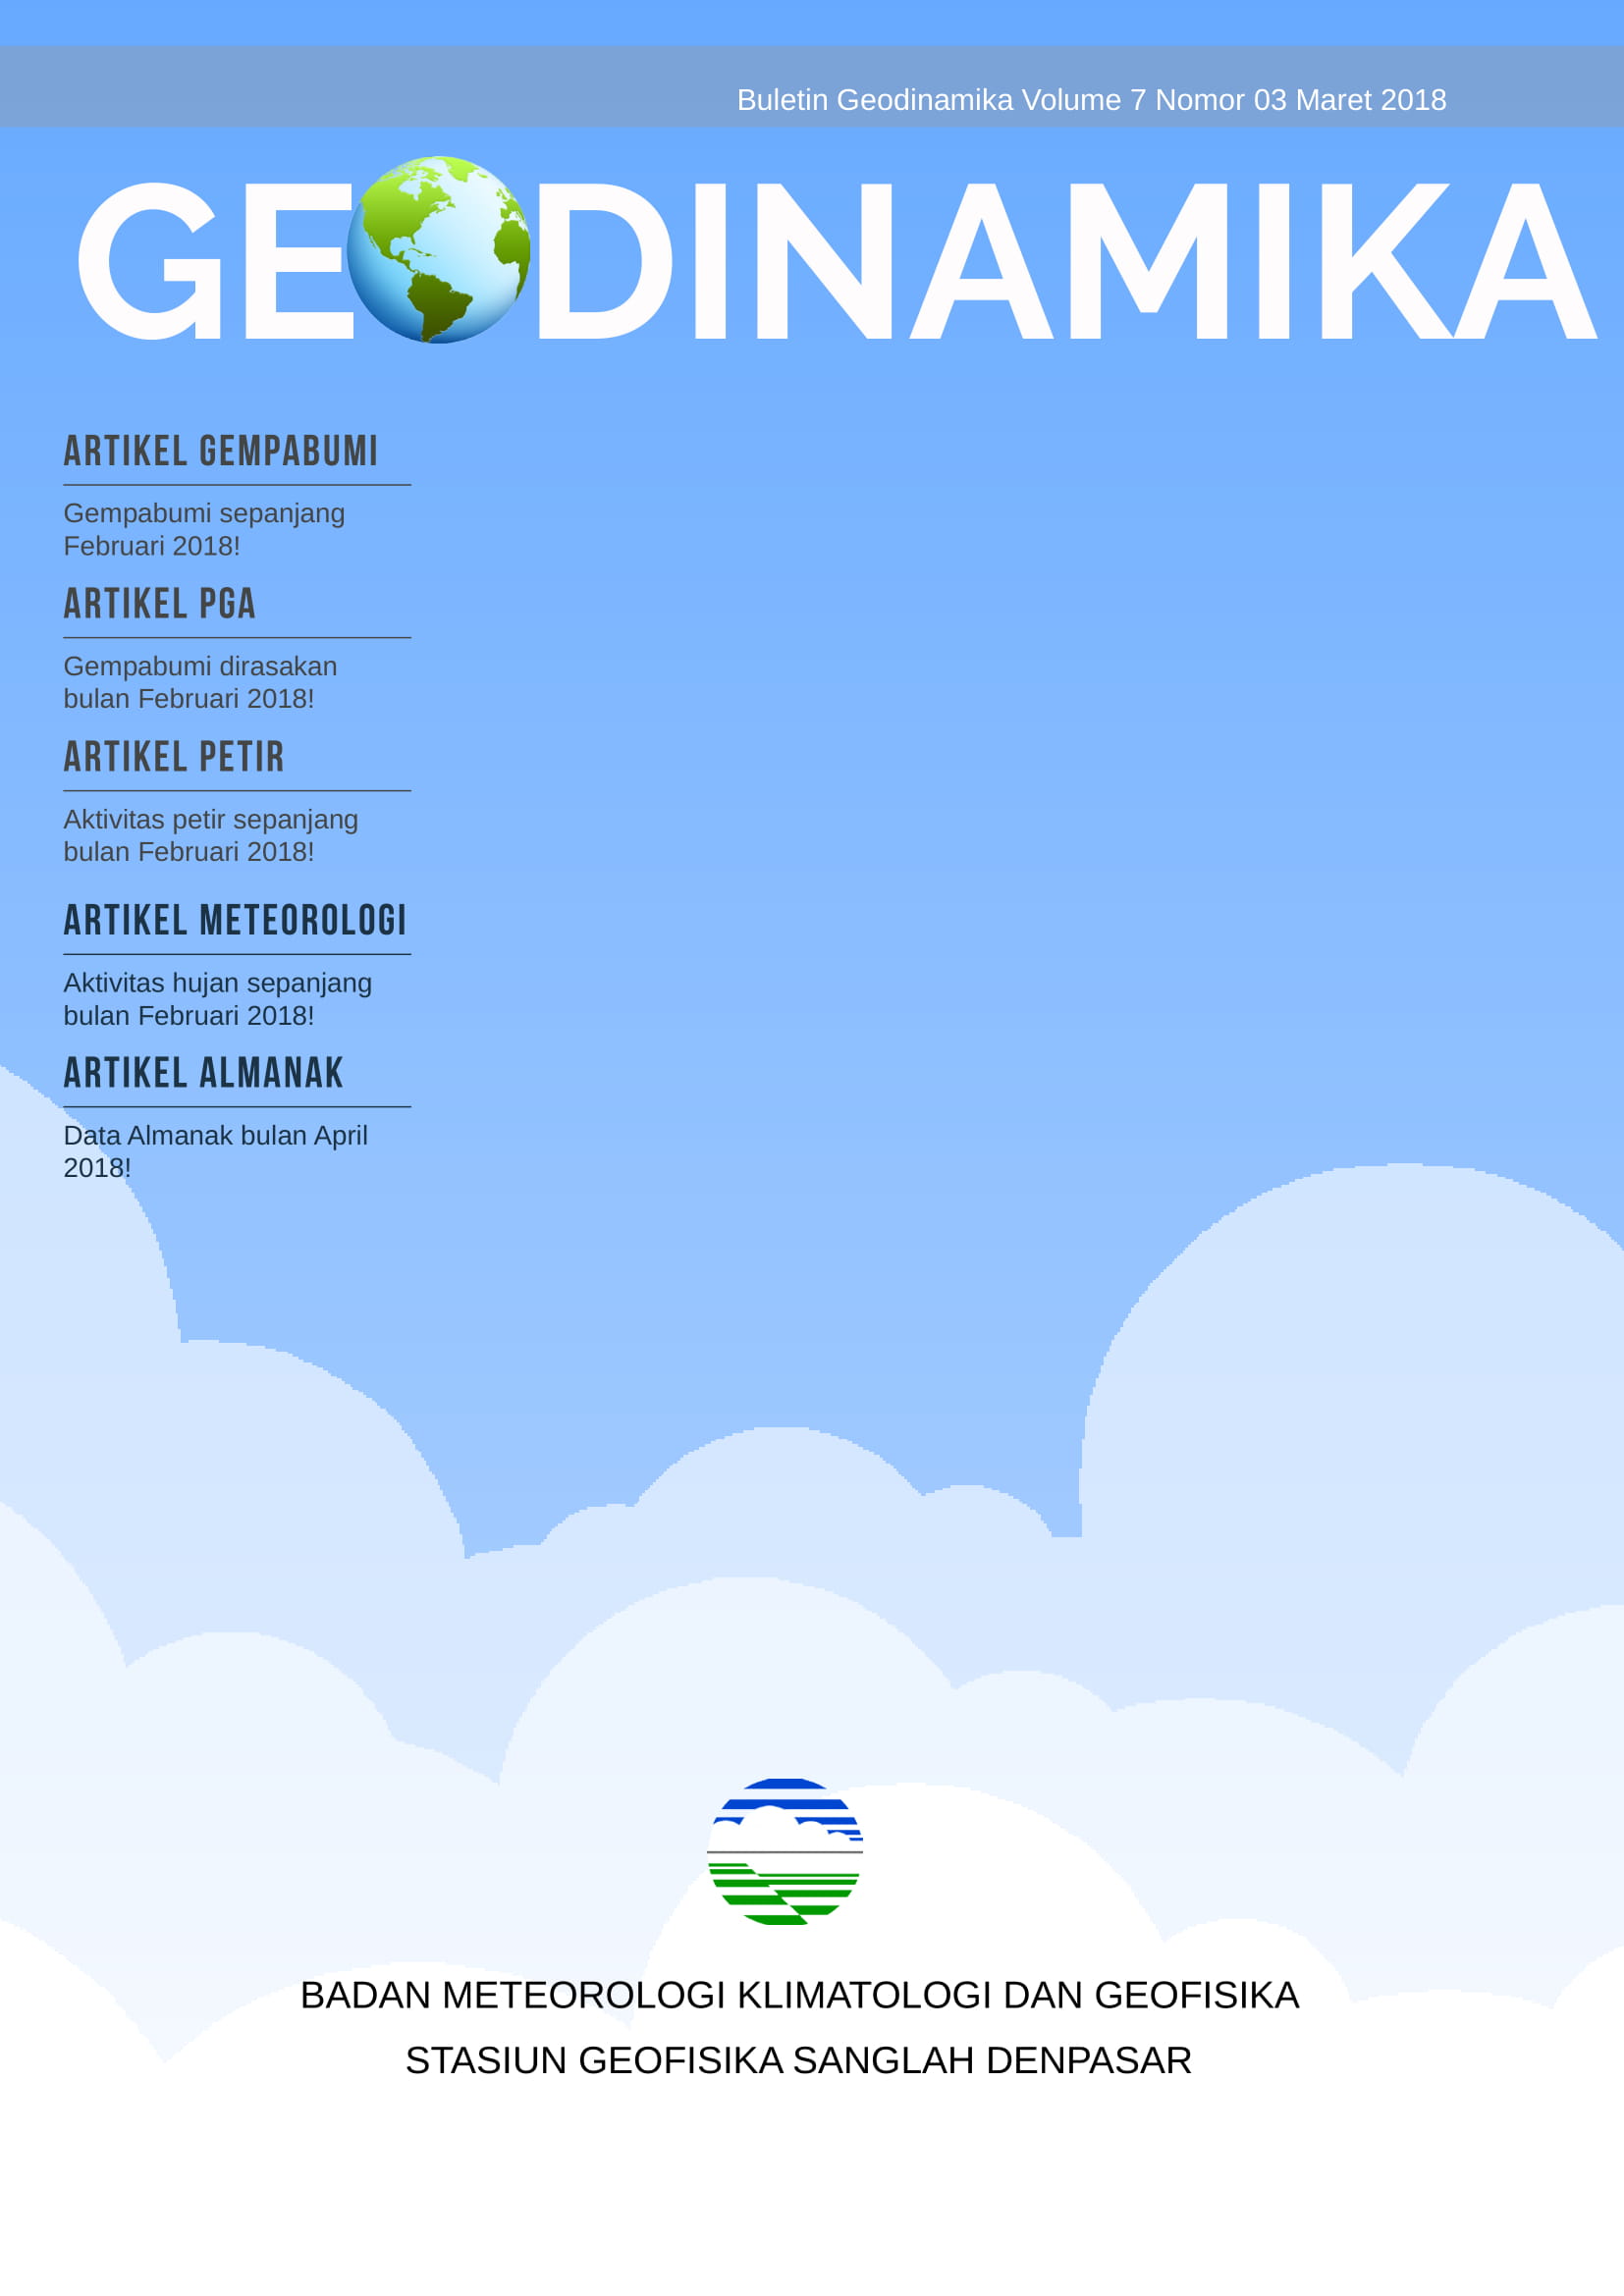 Buletin Geodinamika Volume 7 Nomor 03 Maret 2018
GEODINAMIKA
ARTIKEL GEMPABUMI
Gempabumi sepanjang
Februari 2018!
ARTIKEL PGA
Gempabumi dirasakan
bulan Februari 2018!
ARTIKEL PETIR
Aktivitas petir sepanjang
bulan Februari 2018!
ARTIKEL METEOROLOGI
Aktivitas hujan sepanjang
bulan Februari 2018!
ARTIKEL ALMANAK
Data Almanak bulan April
2018!
BADAN METEOROLOGI KLIMATOLOGI DAN GEOFISIKA
STASIUN GEOFISIKA SANGLAH DENPASAR